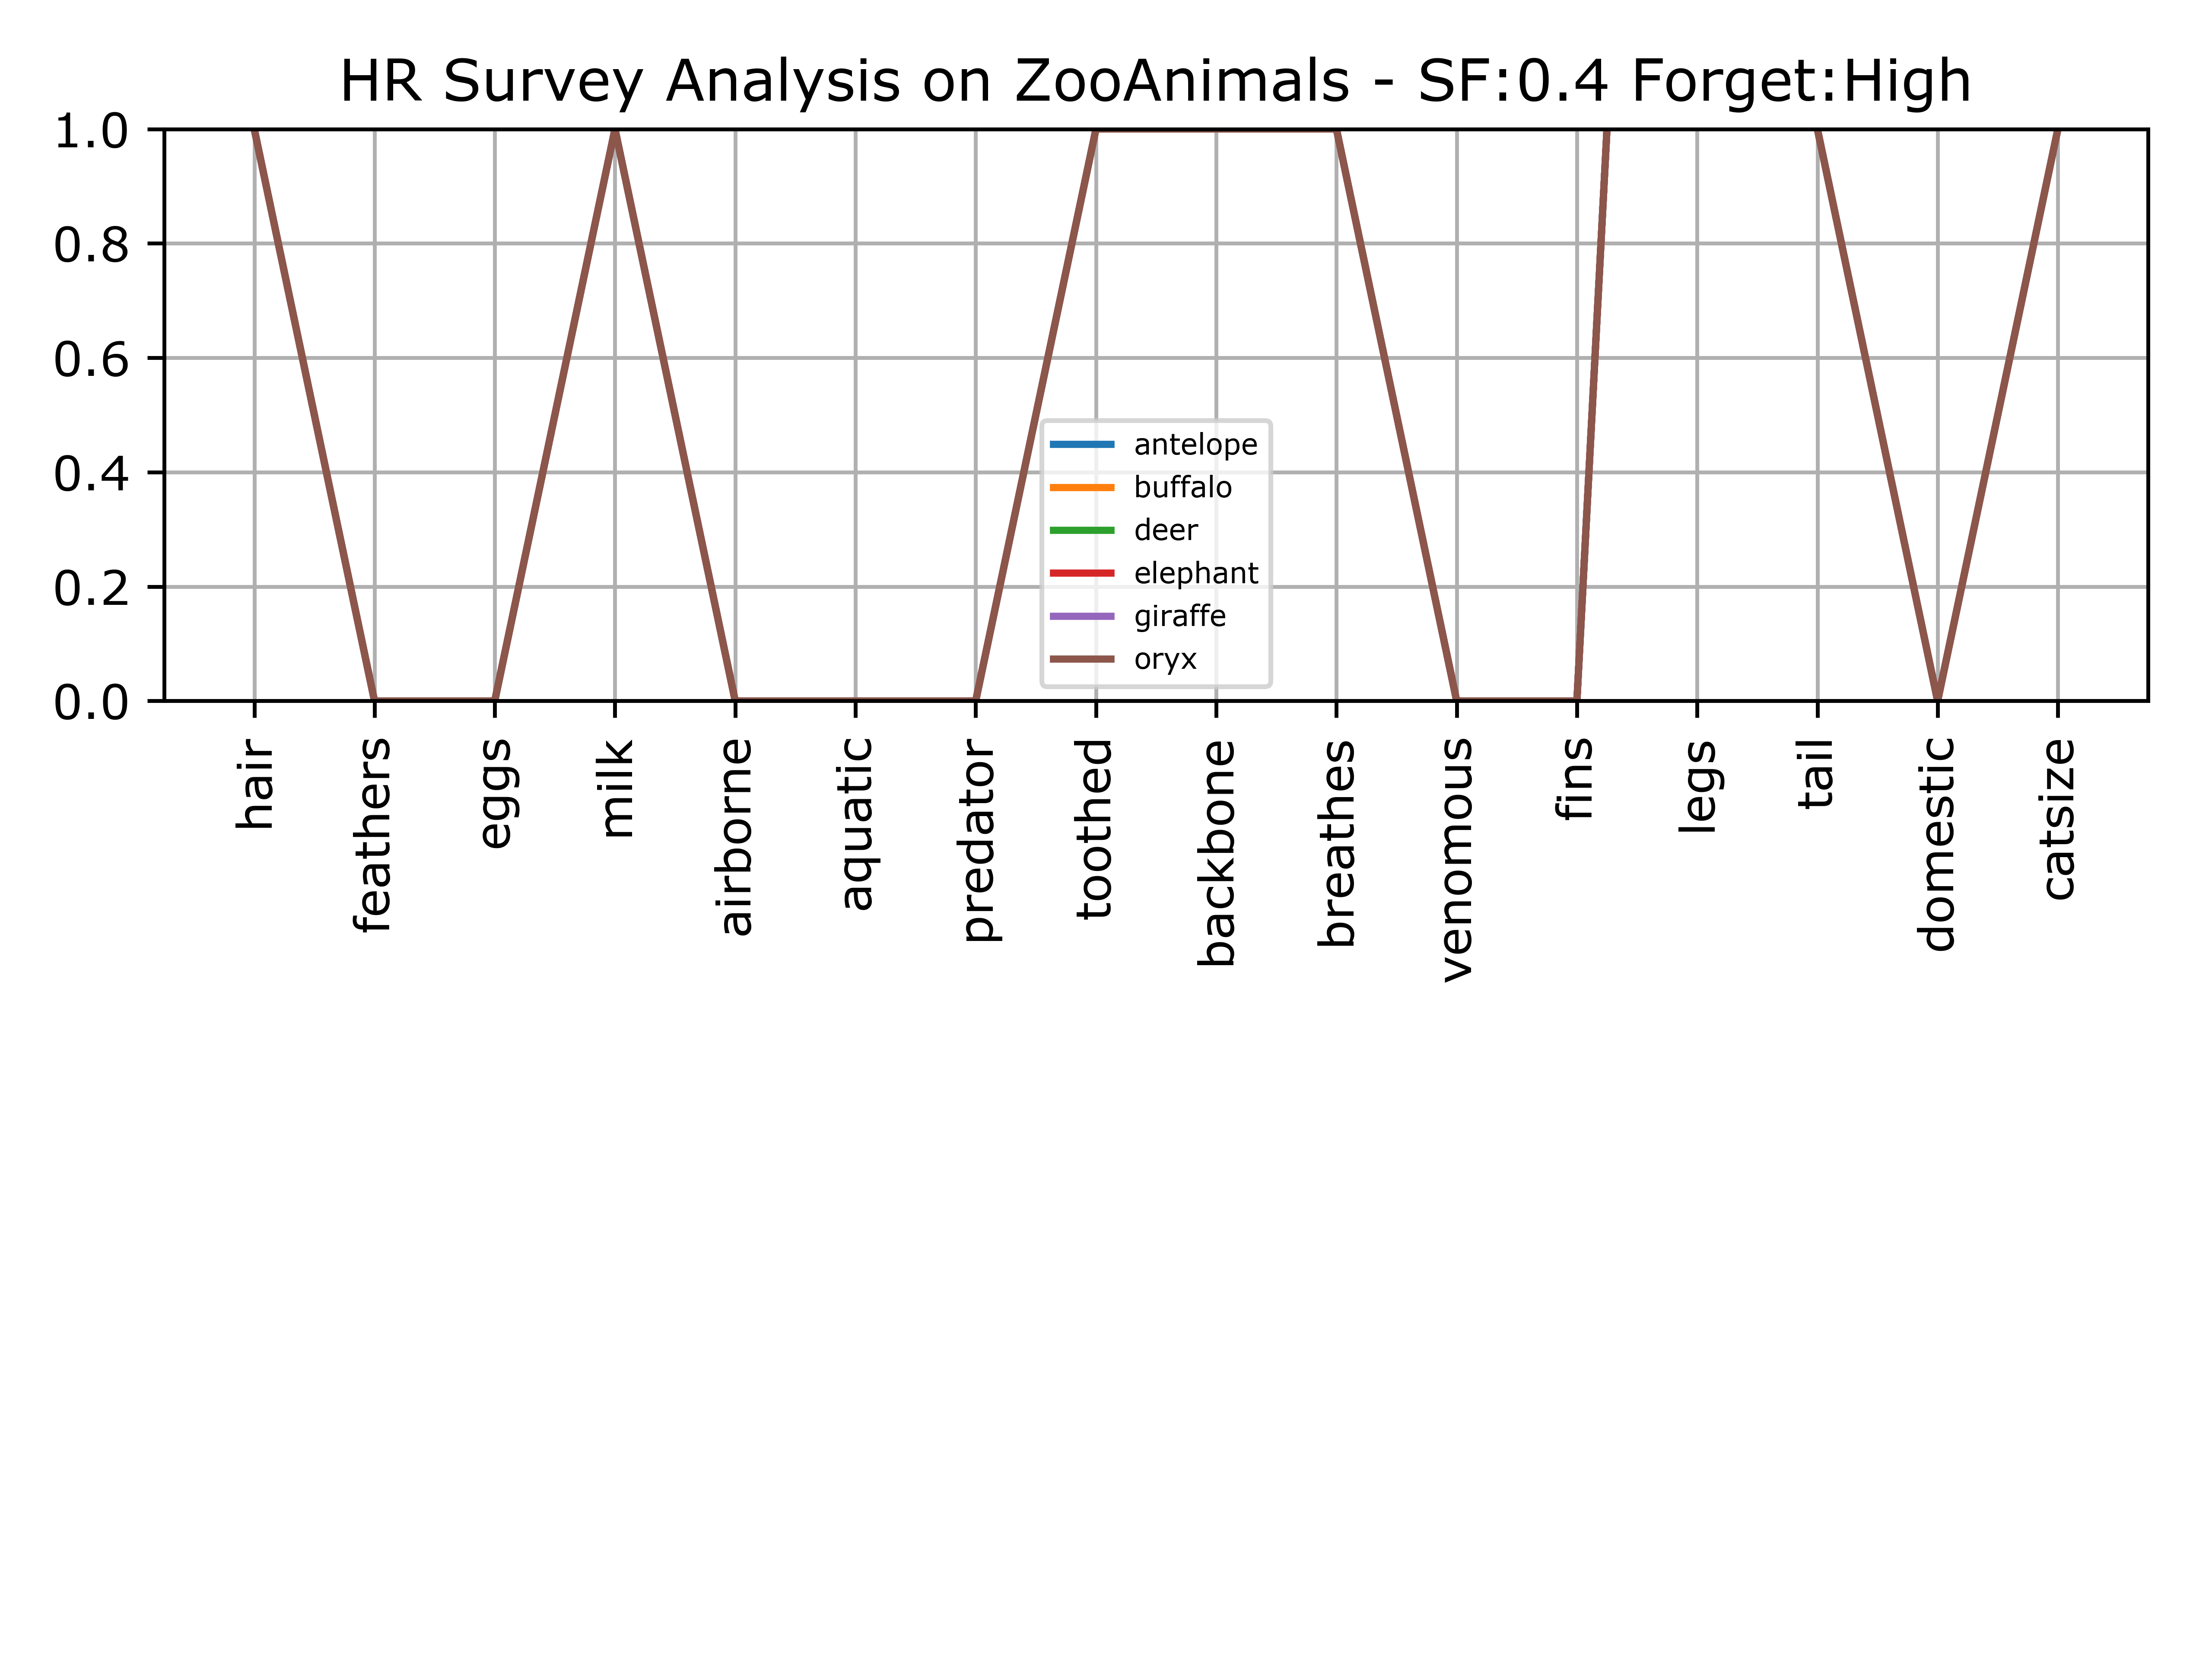 HR Survey Analysis on ZooAnimals - SF:0.4 Forget:High
1.0
0.8
0.6
0.4
0.2
0.0
antelope
buffalo
deer
elephant
giraffe
oryx
hair
feathers
eggs
milk
airborne
aquatic
predator
toothed
backbone
breathes
venomous
fins
legs
tail
domestic
catsize